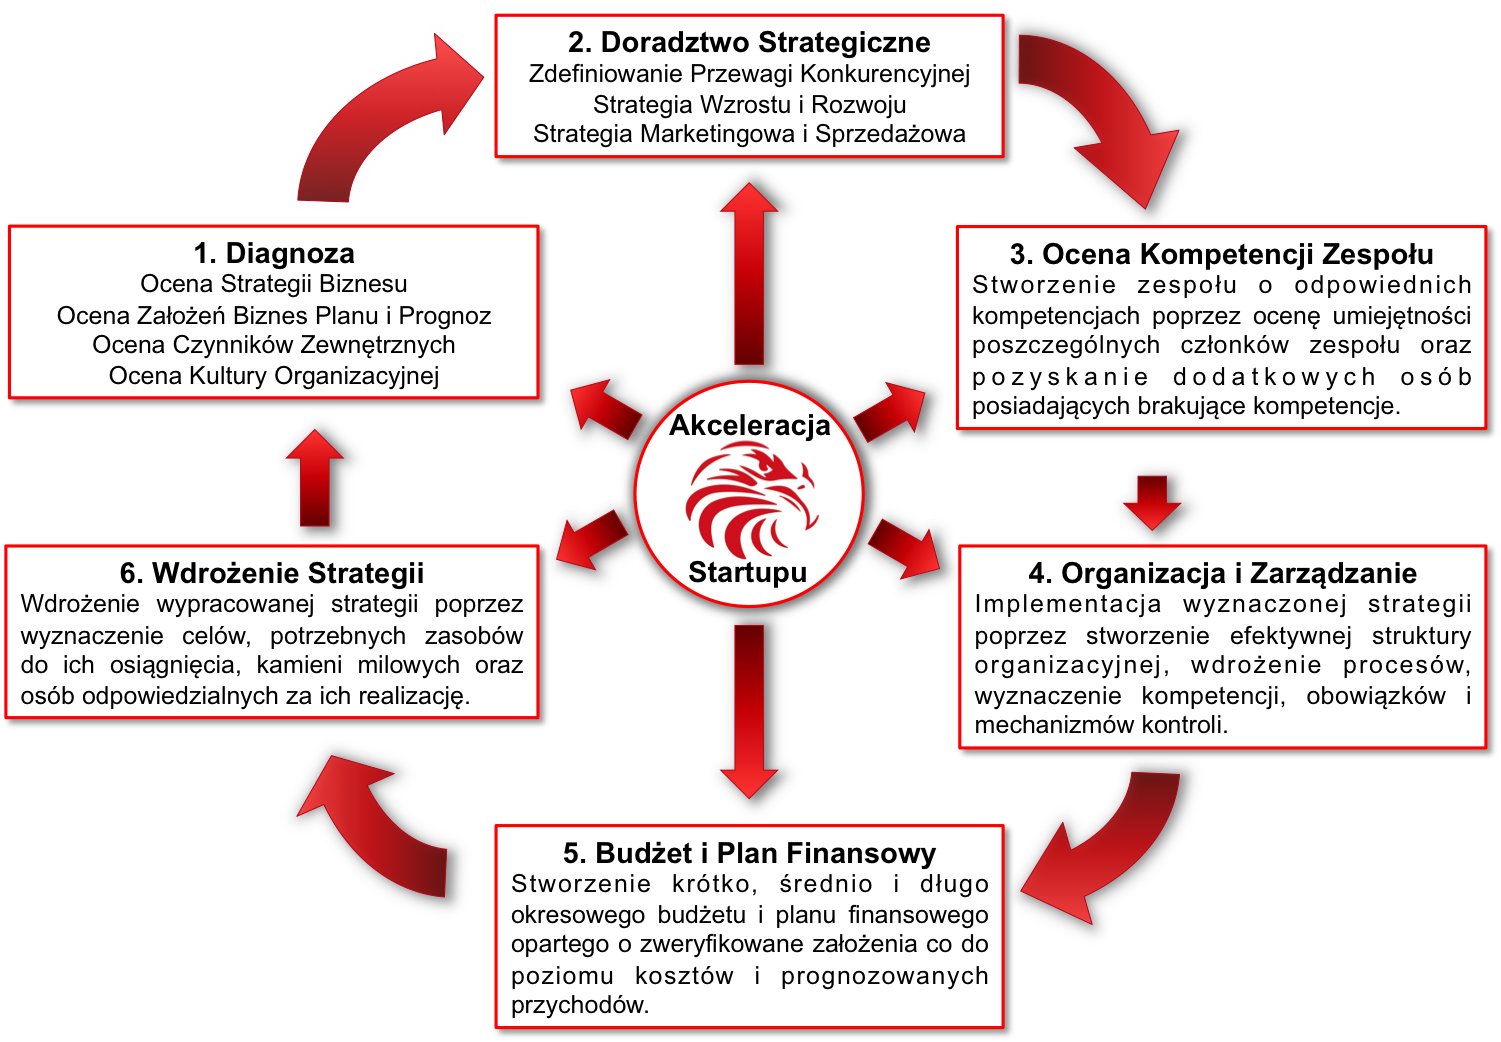 2. Doradztwo Strategiczne
Zdefiniowanie Przewagi Konkurencyjnej
Strategia Wzrostu i Rozwoju
Strategia Marketingowa i Sprzedażowa
1. Diagnoza
Ocena Strategii Biznesu
Ocena Założeń Biznes Planu i Prognoz
Ocena Czynników Zewnętrznych
Ocena Kultury Organizacyjnej
3. Ocena Kompetencji Zespołu
Stworzenie zespołu o odpowiednich
kompetencjach poprzez ocenę umiejętności
poszczególnych członków zespołu oraz
pozyskanie dodatkowych osób
posiadających brakujące kompetencje.
Akceleracja
Startupu
6. Wdrożenie Strategii
Wdrożenie wypracowanej strategii poprzez
wyznaczenie celów, potrzebnych zasobów
do ich osiągnięcia, kamieni milowych oraz
osób odpowiedzialnych za ich realizację.
4. Organizacja i Zarządzanie
Implementacja wyznaczonej strategii
poprzez stworzenie efektywnej struktury
organizacyjnej, wdrożenie procesów,
wyznaczenie kompetencji, obowiązków i
mechanizmów kontroli.
5. Budżet i Plan Finansowy
Stworzenie krótko, średnio i długo
okresowego budżetu i planu finansowego
opartego o zweryfikowane założenia co do
poziomu kosztów i prognozowanych
przychodów.